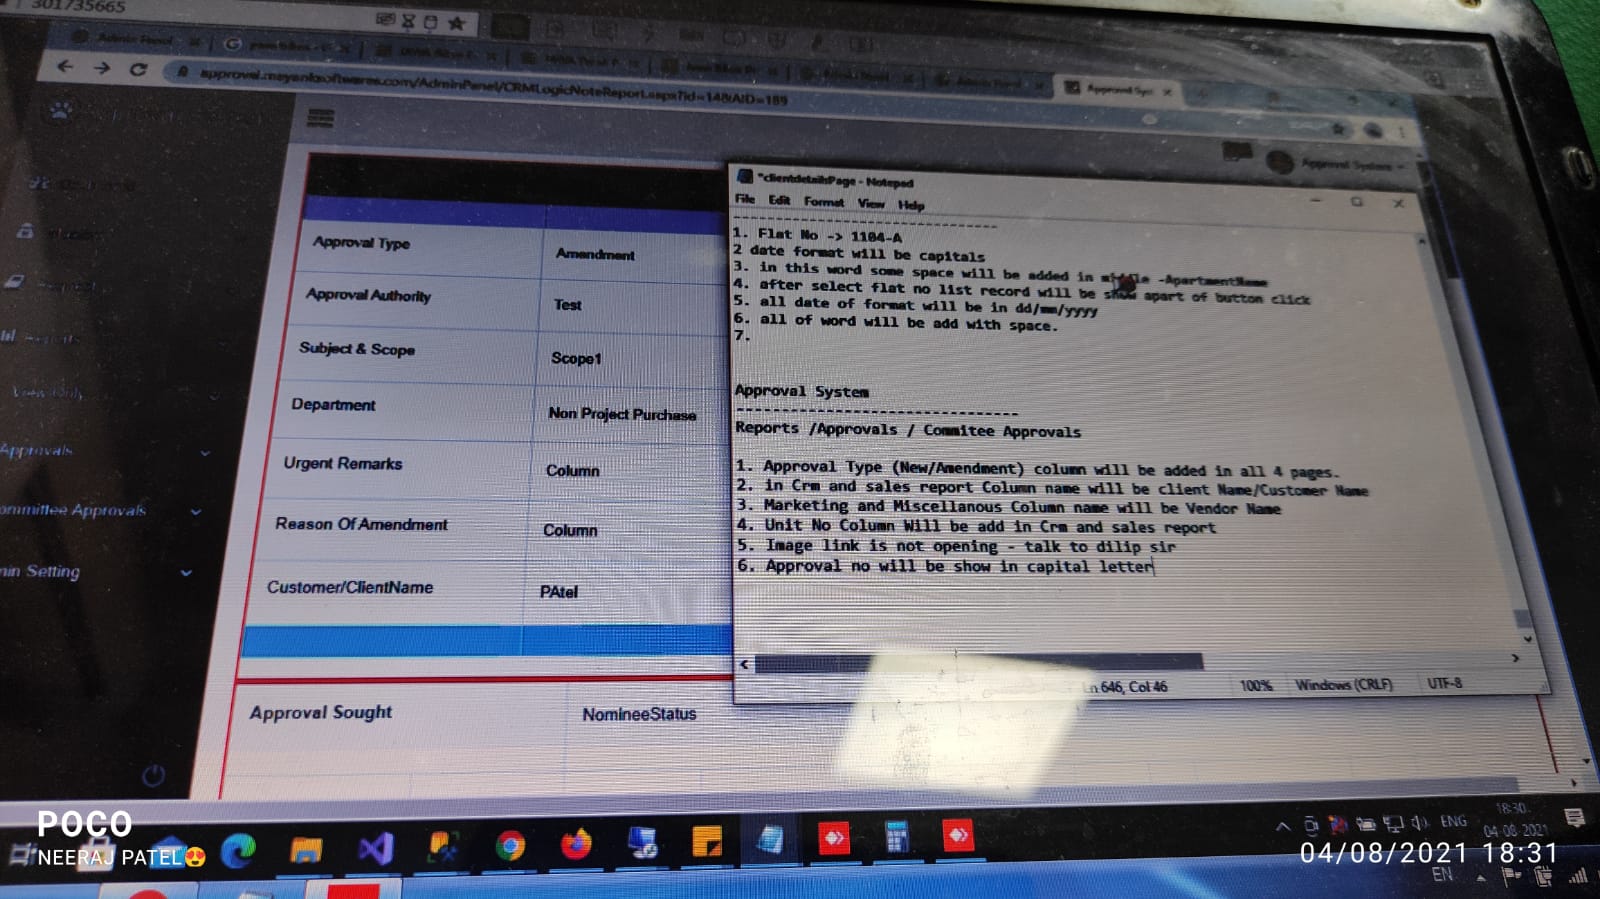 301735665
Approval Sys
approval.mayanksoftwares.com/AdminPanel/CRMLogicNoteReport.aspx?id=148&AID=189
Approval System
Approval Type
Amendment
Approval Authority
Test
Subject & Scope
Scope1
Department
Non Project Purchase
Urgent Remarks
Column
Reason Of Amendment
Column
Customer/ClientName
PAtel
Approval Sought
NomineeStatus
Approvals
ommittee Approvals
min Setting
*clientdetailsPage - Notepad
File Edit Format View Help
-----------------------------
1. Flat No -> 1104-A
2 date format will be capitals
3. in this word some space will be added in middle -ApartmentName
4. after select flat no list record will be show apart of button click
5. all date of format will be in dd/mm/yyyy
6. all of word will be add with space.
7.
Approval System
-------------------------------
Reports /Approvals / Commitee Approvals
1. Approval Type (New/Amendment) column will be added in all 4 pages.
2. in Crm and sales report Column name will be client Name/Customer Name
3. Marketing and Miscellanous Column name will be Vendor Name
4. Unit No Column Will be add in Crm and sales report
5. Image link is not opening - talk to dilip sir
6. Approval no will be show in capital letter
Ln 646, Col 46 100% Windows (CRLF) UTF-8
ENG
18:30
04-08-2021
EN
POCO
NEERAJ PATEL😍
04/08/2021 18:31